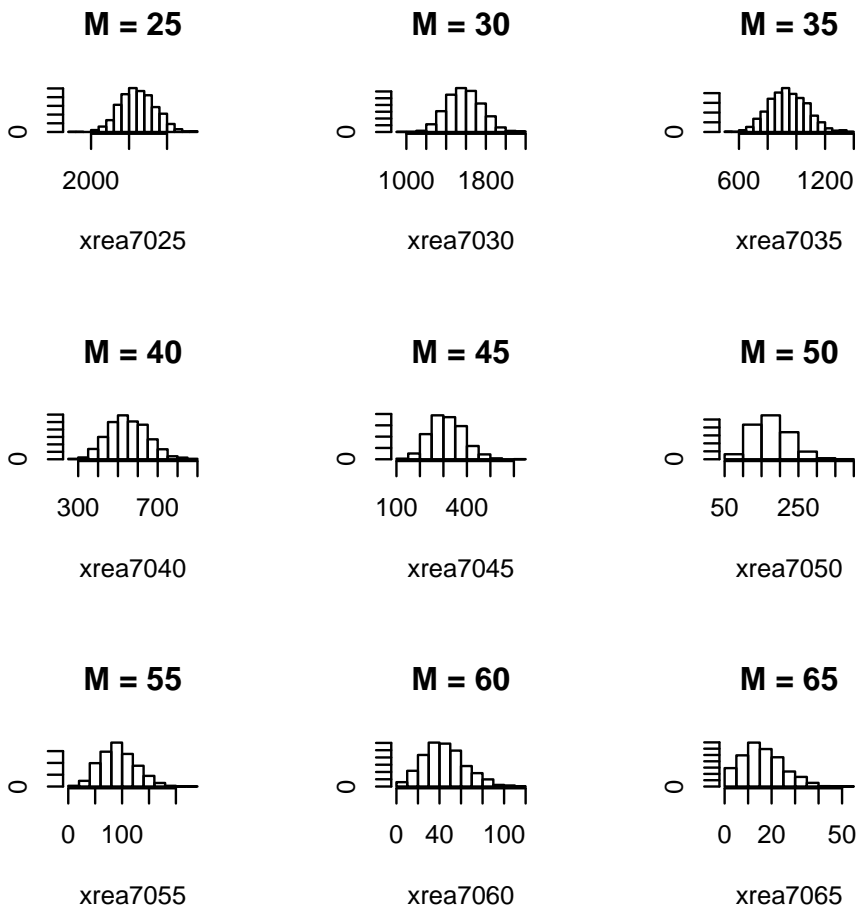 M = 25
0
2000
xrea7025
M = 30
0
1000 1800
xrea7030
M = 35
0
600 1200
xrea7035
M = 40
0
300 700
xrea7040
M = 45
0
100 400
xrea7045
M = 50
0
50 250
xrea7050
M = 55
0
0 100
xrea7055
M = 60
0
0 40 100
xrea7060
M = 65
0
0 20 50
xrea7065